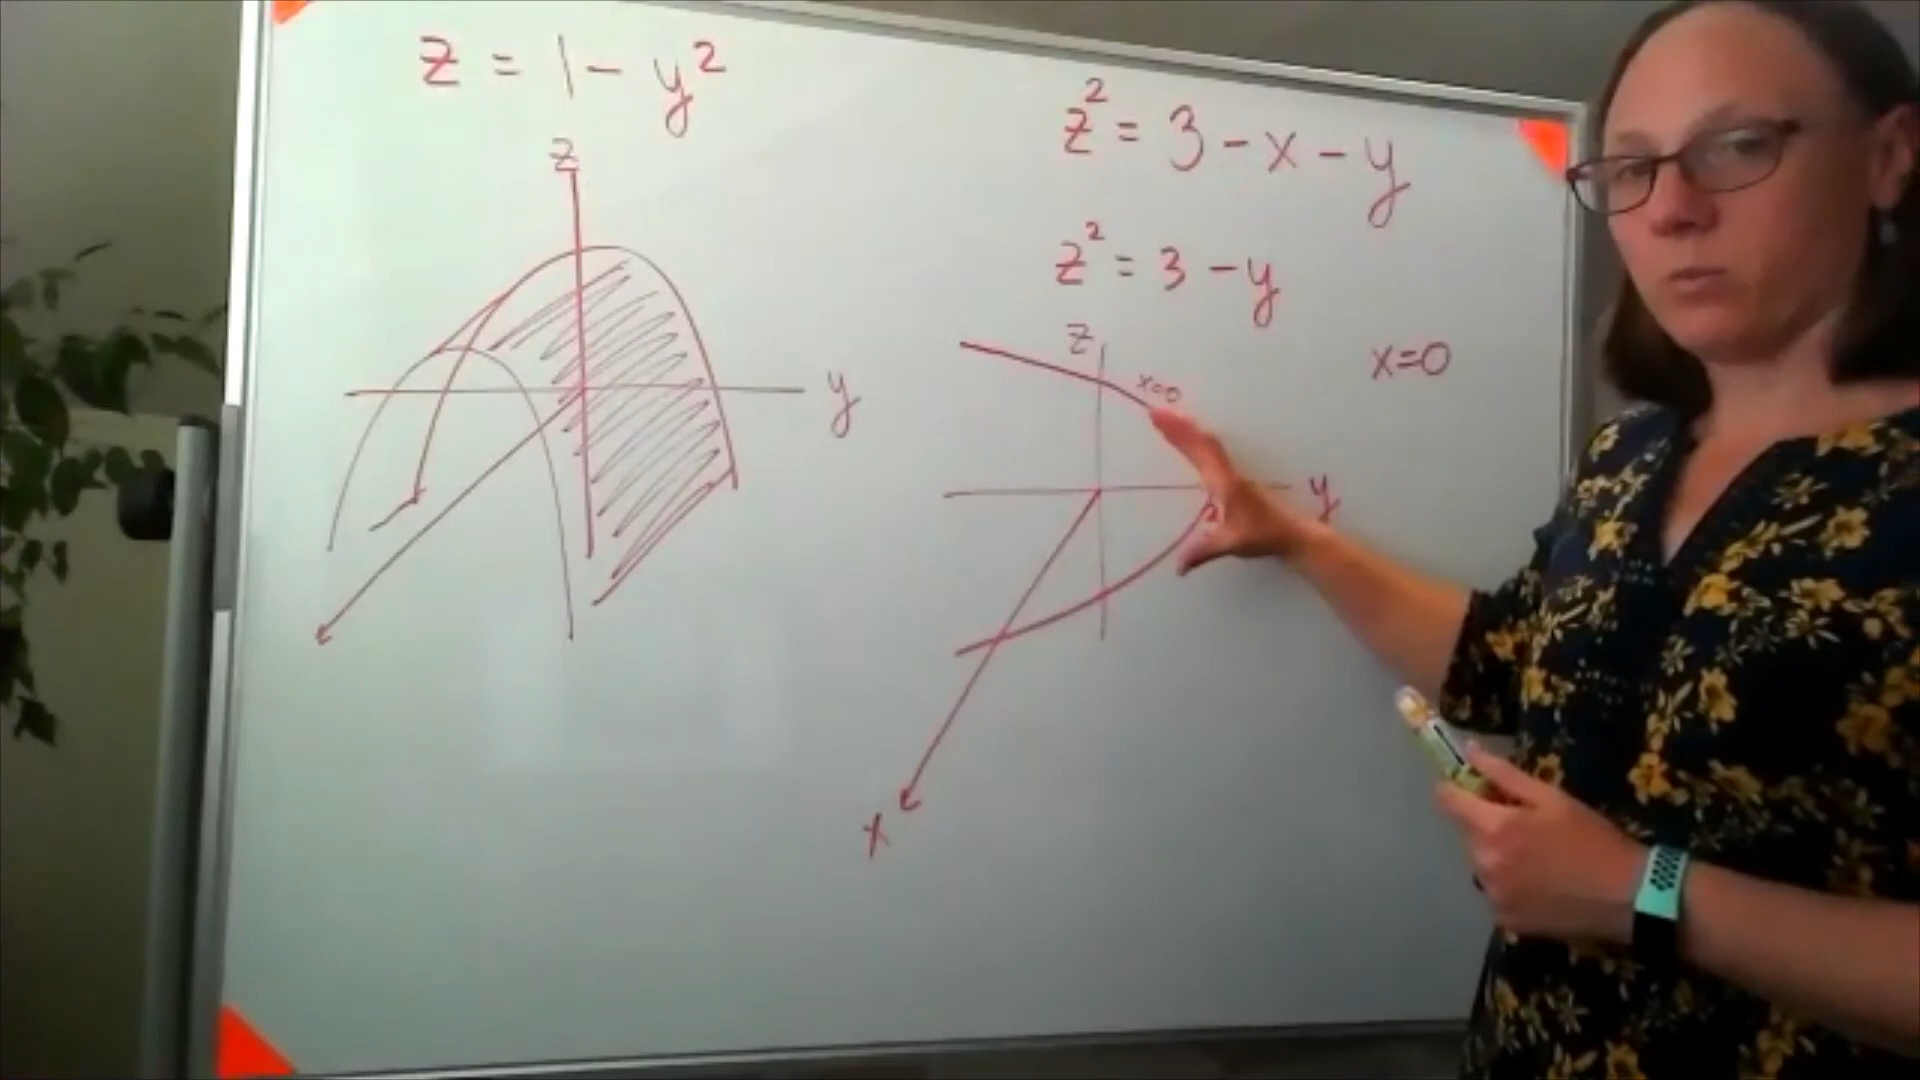 z = 1 - y²
z
y
z² = 3 - x - y
z² = 3 - y
x=0
z
x=0
y
x